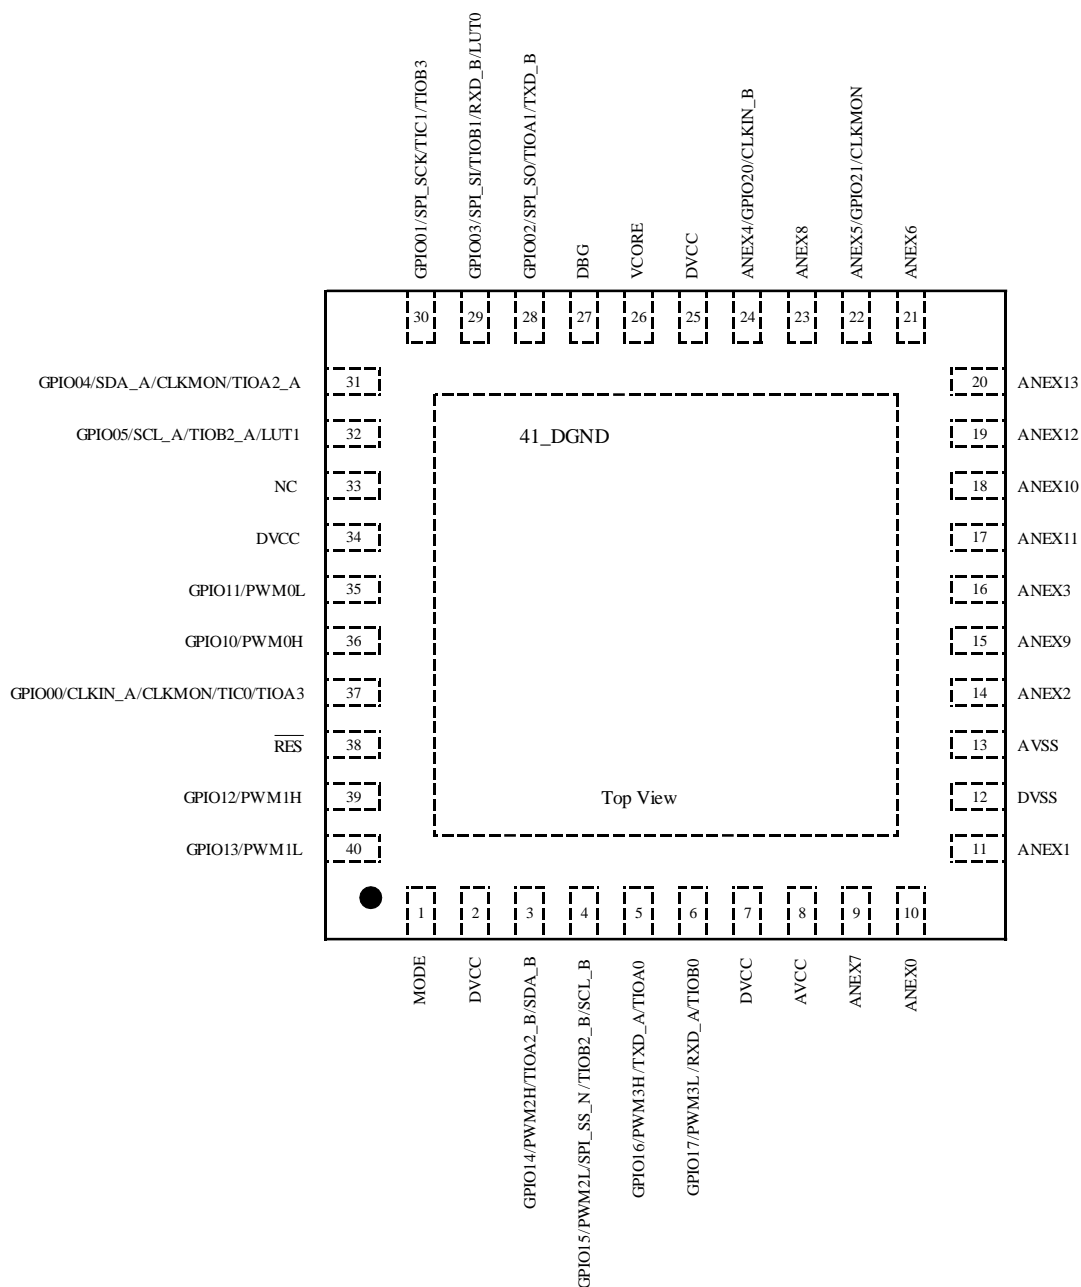 GPIO01/SPI_SCK/TIC1/TIOB3
GPIO03/SPI_SI/TIOB1/RXD_B/LUT0
GPIO02/SPI_SO/TIOA1/TXD_B
DBG
VCORE
DVCC
ANEX4/GPIO20/CLKIN_B
ANEX8
ANEX5/GPIO21/CLKMON
ANEX6
30 29 28 27 26 25 24 23 22 21
GPIO04/SDA_A/CLKMON/TIOA2_A 31
GPIO05/SCL_A/TIOB2_A/LUT1 32
NC 33
DVCC 34
GPIO11/PWM0L 35
GPIO10/PWM0H 36
GPIO00/CLKIN_A/CLKMON/TIC0/TIOA3 37
RES 38
GPIO12/PWM1H 39
GPIO13/PWM1L 40
41_DGND
Top View
20 ANEX13
19 ANEX12
18 ANEX10
17 ANEX11
16 ANEX3
15 ANEX9
14 ANEX2
13 AVSS
12 DVSS
11 ANEX1
1 2 3 4 5 6 7 8 9 10
MODE
DVCC
GPIO14/PWM2H/TIOA2_B/SDA_B
GPIO15/PWM2L/SPI_SS_N/TIOB2_B/SCL_B
GPIO16/PWM3H/TXD_A/TIOA0
GPIO17/PWM3L/RXD_A/TIOB0
DVCC
AVCC
ANEX7
ANEX0